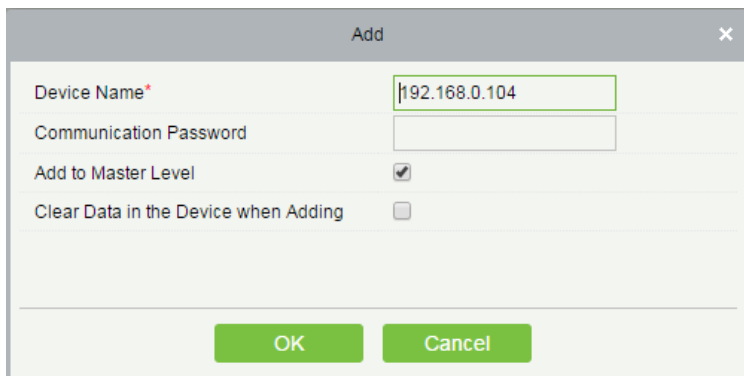 Add
Device Name* 192.168.0.104
Communication Password
Add to Master Level
Clear Data in the Device when Adding
OK Cancel